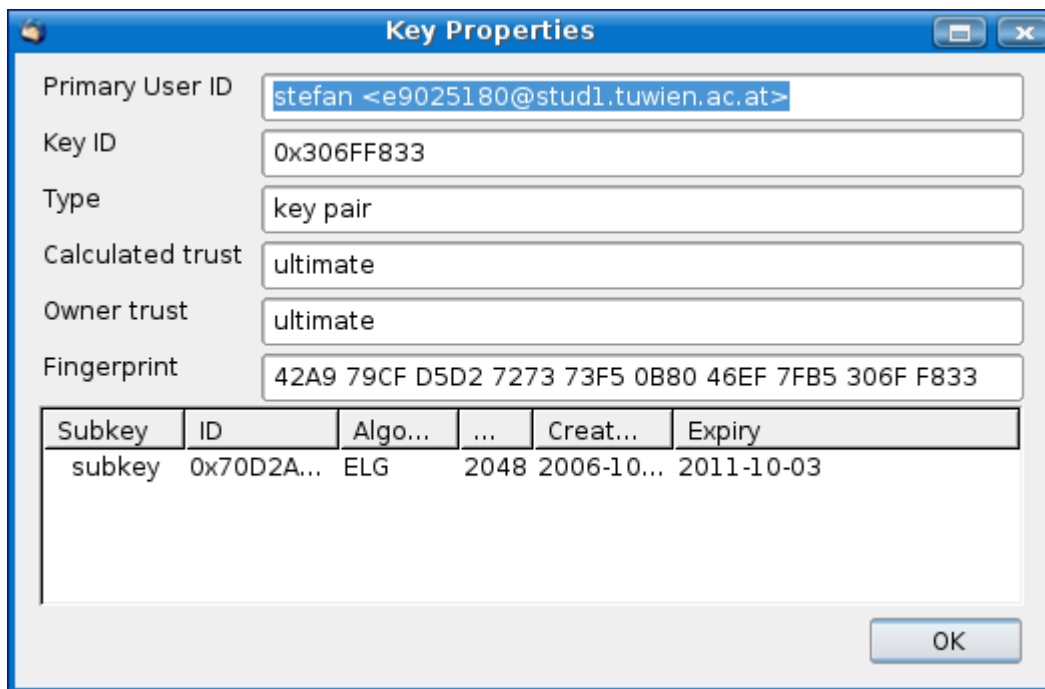 Key Properties
Primary User ID stefan <e9025180@stud1.tuwien.ac.at>
Key ID 0x306FF833
Type key pair
Calculated trust ultimate
Owner trust ultimate
Fingerprint 42A9 79CF D5D2 7273 73F5 0B80 46EF 7FB5 306F F833
Subkey ID Algo... ... Creat... Expiry
subkey 0x70D2A... ELG 2048 2006-10... 2011-10-03
OK